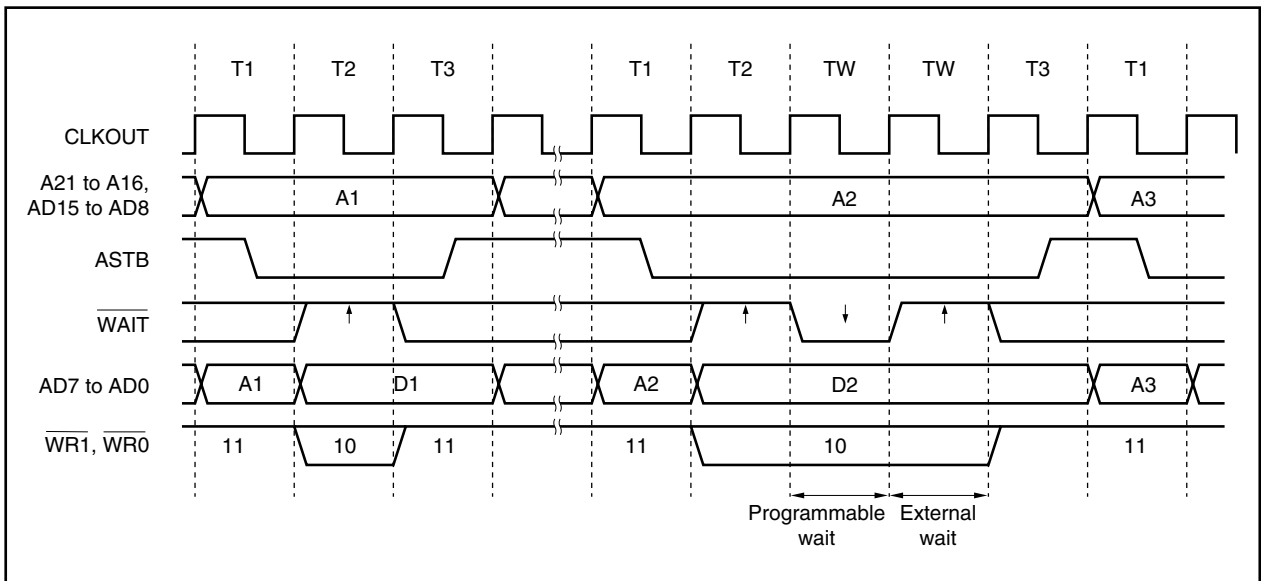 T1 T2 T3 T1 T2 TW TW T3 T1
CLKOUT
A21 to A16,
AD15 to AD8
A1 A2 A3
ASTB
WAIT
AD7 to AD0 A1 D1 A2 D2 A3
WR1, WR0 11 10 11 11 10 11
Programmable
wait
External
wait